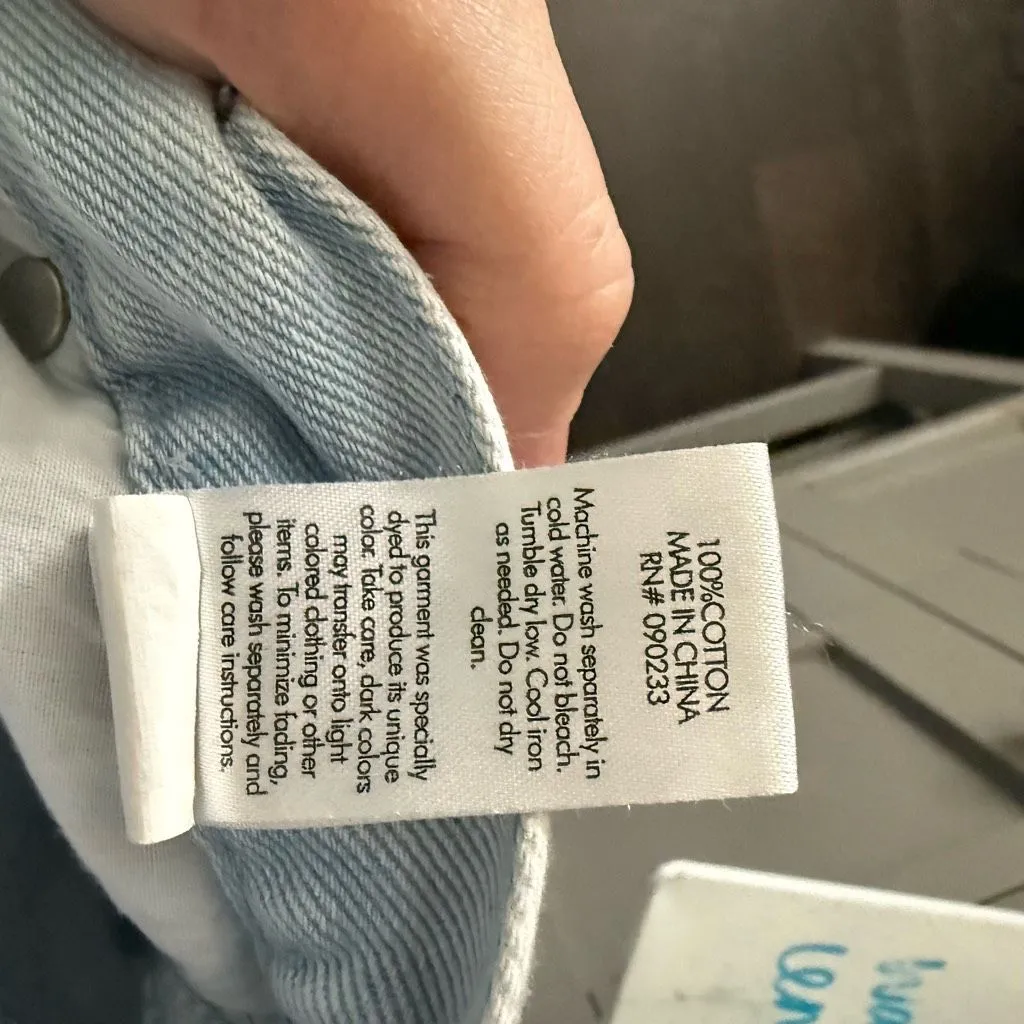 100%COTTON
MADE IN CHINA
RN# 090233
Machine wash separately in
cold water. Do not bleach.
Tumble dry low. Cool iron
as needed. Do not dry
clean.
This garment was specially
dyed to produce its unique
color. Take care, dark colors
may transfer onto light
colored clothing or other
items. To minimize fading,
please wash separately and
follow care instructions.